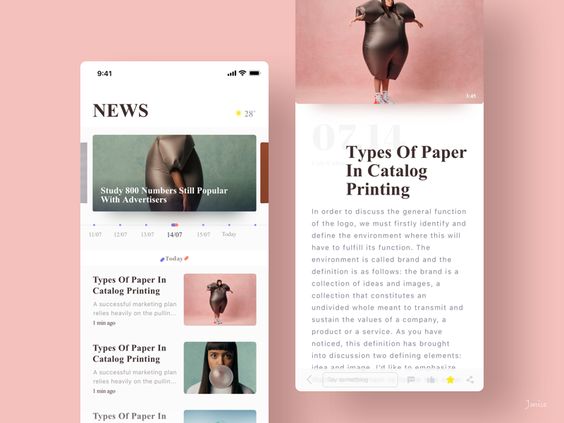 9:41
NEWS
28°
Study 800 Numbers Still Popular
With Advertisers
11/07 12/07 13/07 14/07 15/07 Today
Today
Types Of Paper In
Catalog Printing
A successful marketing plan
relies heavily on the pullin...
1 min ago
Types Of Paper In
Catalog Printing
A successful marketing plan
relies heavily on the pullin...
1 min ago
Types Of Paper In
3:41
07.14
Types Of Paper
In Catalog
Printing
In order to discuss the general function
of the logo, we must firstly identify and
define the environment where this will
have to fulfill its function. The
environment is called brand and the
definition is as follows: the brand is a
collection of ideas and images, a
collection that constitutes an
undivided whole meant to transmit and
sustain the values of a company, a
product or a service. As you have
noticed, this definition has brought
into discussion two defining elements:
idea and image. I'd like to emphasize
Say something